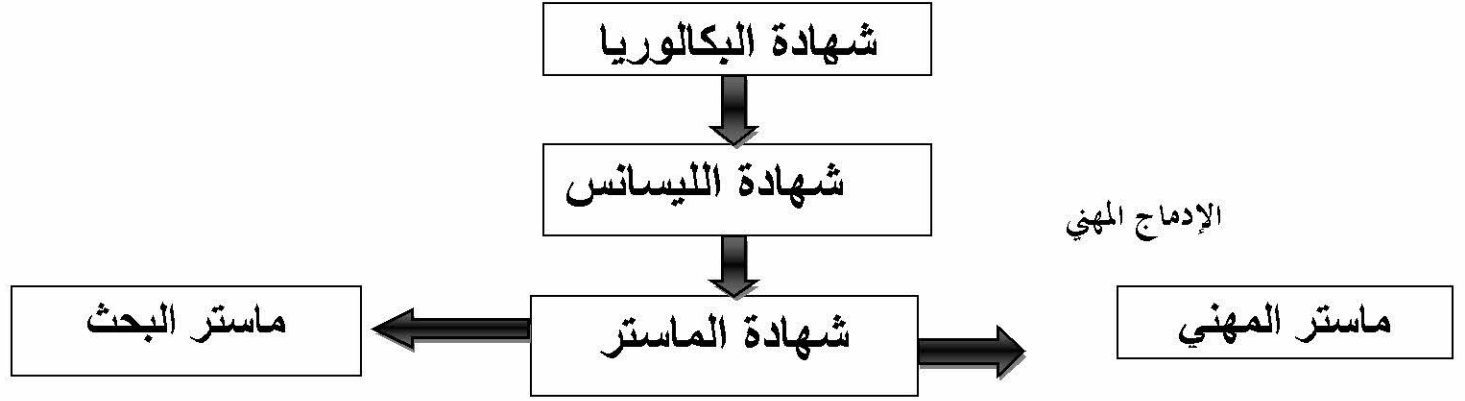 شهادة البكالوريا
شهادة الليسانس
الإدماج المهني
ماستر المهني
شهادة الماستر
ماستر البحث